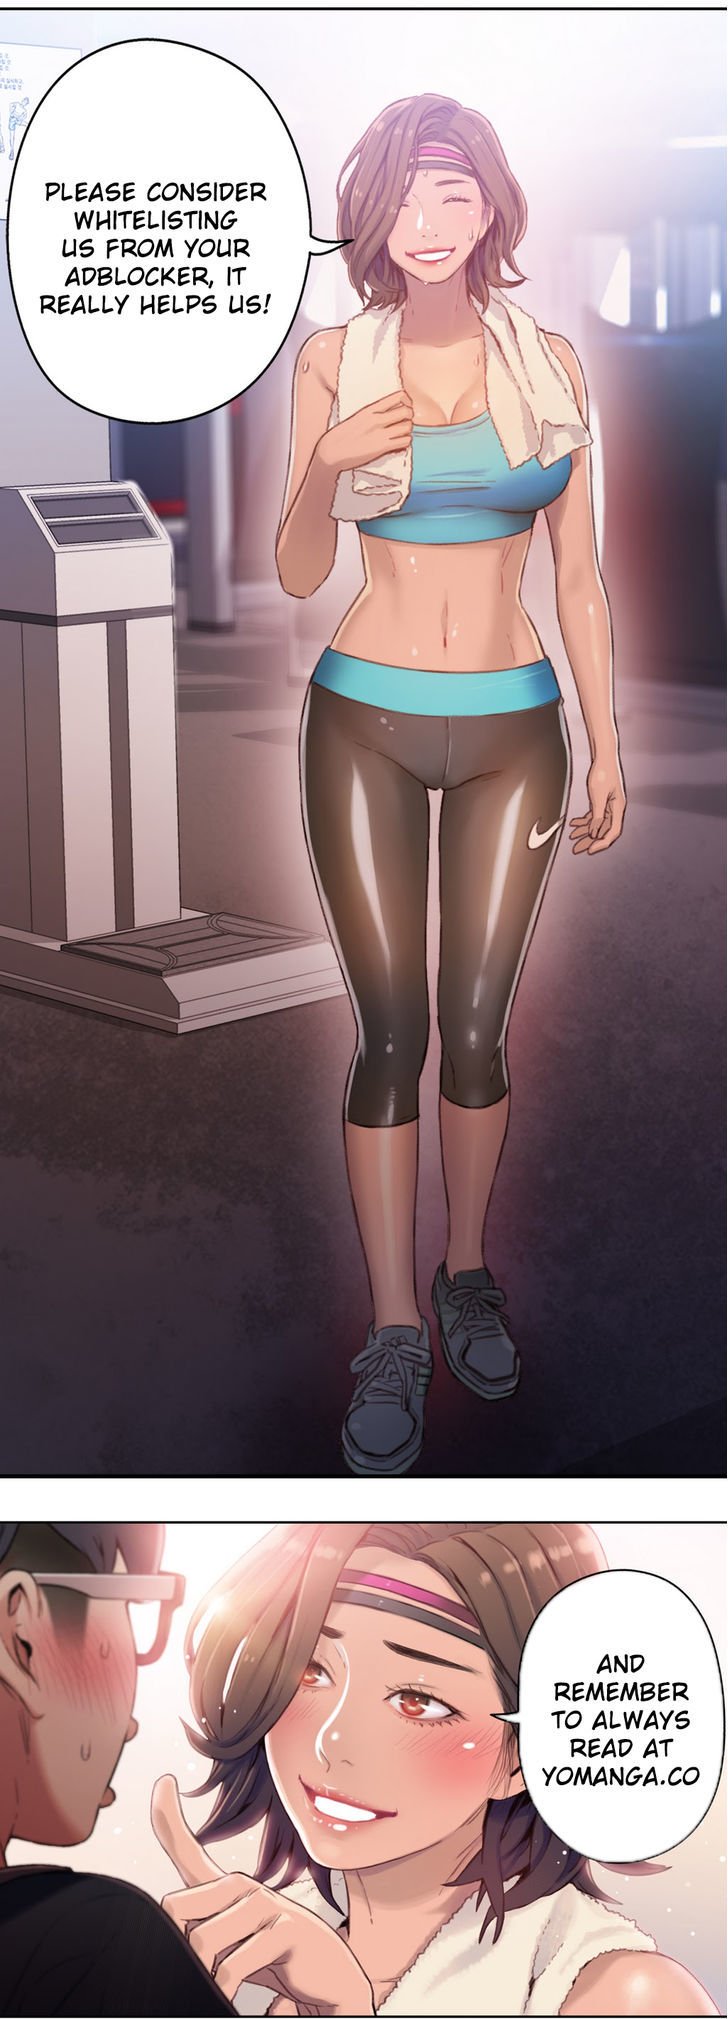 PLEASE CONSIDER
WHITELISTING
US FROM YOUR
ADBLOCKER, IT
REALLY HELPS US!
AND
REMEMBER
TO ALWAYS
READ AT
YOMANGA.CO